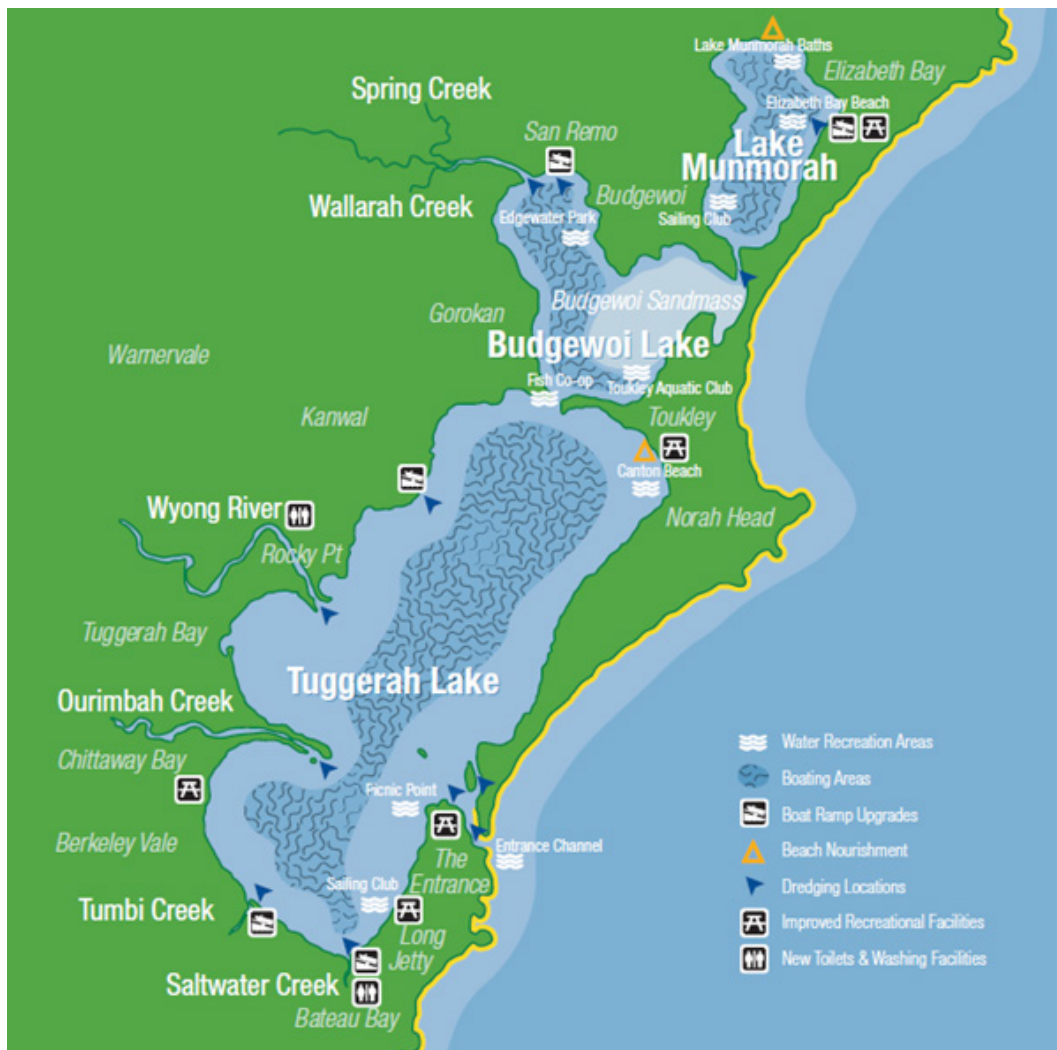 Lake Munmorah Baths
Elizabeth Bay
Spring Creek
Elizabeth Bay Beach
San Remo
Lake
Munmorah
Budgewoi
Wallarah Creek
Edgewater Park
Sailing Club
Budgewoi Sandmass
Gorokan
Budgewoi Lake
Warnervale
Fish Co-op
Toukley Aquatic Club
Kanwal
Toukley
Canton Beach
Wyong River
Norah Head
Rocky Pt
Tuggerah Bay
Tuggerah Lake
Ourimbah Creek
Chittaway Bay
Picnic Point
Berkeley Vale
Entrance Channel
The
Entrance
Sailing Club
Tumbi Creek
Long
Jetty
Saltwater Creek
Bateau Bay
Water Recreation Areas
Boating Areas
Boat Ramp Upgrades
Beach Nourishment
Dredging Locations
Improved Recreational Facilities
New Toilets & Washing Facilities